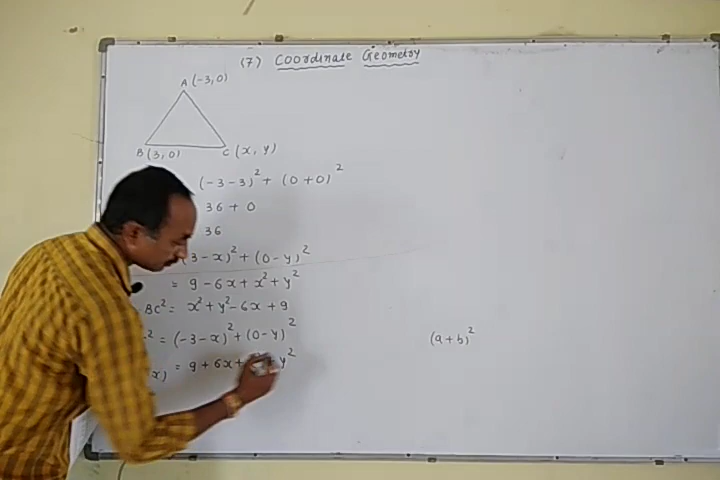 (7) Coordinate Geometry
A (-3,0)
B (3,0)
C (x, y)
(-3-3)² + (0+0)²
36 + 0
36
3-x)² + (0-y)²
= 9 - 6x + x² + y²
BC² = x² + y² - 6x + 9
² = (-3-x)² + (0-y)²
x) = 9 + 6x + y²
(a+b)²